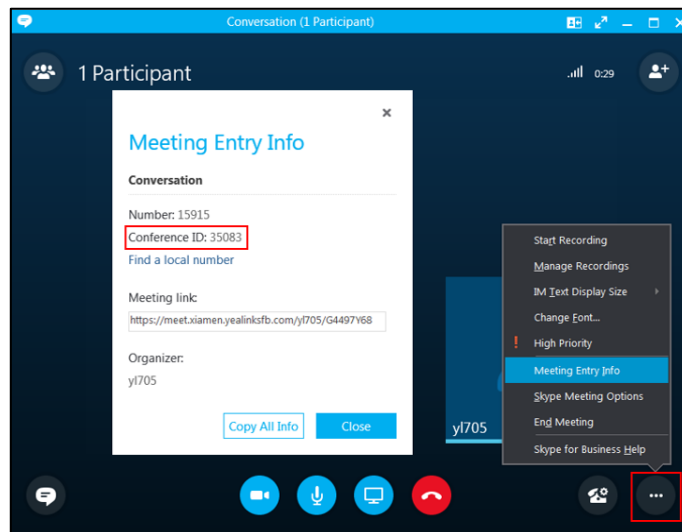 Conversation (1 Participant)
1 Participant
0:29
Meeting Entry Info
Conversation
Number: 15915
Conference ID: 35083
Find a local number
Meeting link:
https://meet.xiamen.yealinksfb.com/yl705/G4497Y68
Organizer:
yl705
Copy All Info
Close
yl705
Start Recording
Manage Recordings
IM Text Display Size
Change Font...
! High Priority
Meeting Entry Info
Skype Meeting Options
End Meeting
Skype for Business Help